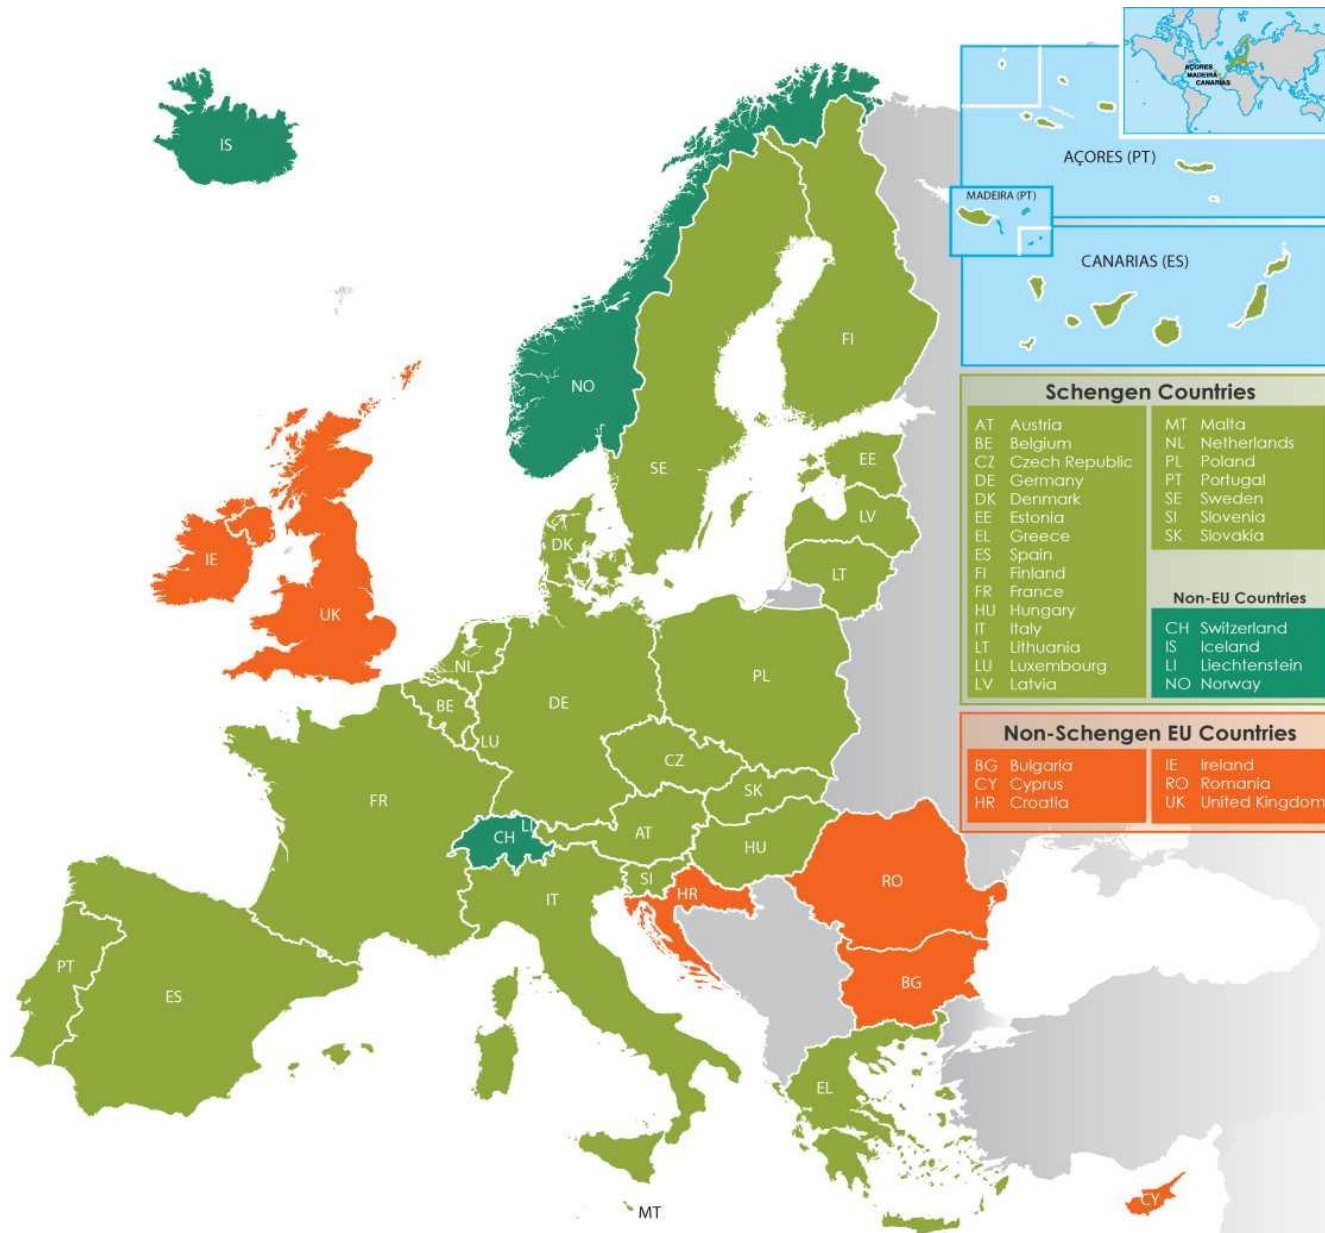 AÇORES
MADEIRA
CANARIAS
IS
AÇORES (PT)
MADEIRA (PT)
CANARIAS (ES)
FI
NO
SE
EE
LV
DK
LT
IE
UK
NL
BE
DE
PL
LU
CZ
SK
FR
LI
CH
AT
HU
SI
HR
RO
IT
PT
ES
BG
EL
CY
MT
Schengen Countries
AT Austria
BE Belgium
CZ Czech Republic
DE Germany
DK Denmark
EE Estonia
EL Greece
ES Spain
FI Finland
FR France
HU Hungary
IT Italy
LT Lithuania
LU Luxembourg
LV Latvia
MT Malta
NL Netherlands
PL Poland
PT Portugal
SE Sweden
SI Slovenia
SK Slovakia
Non-EU Countries
CH Switzerland
IS Iceland
LI Liechtenstein
NO Norway
Non-Schengen EU Countries
BG Bulgaria
CY Cyprus
HR Croatia
IE Ireland
RO Romania
UK United Kingdom